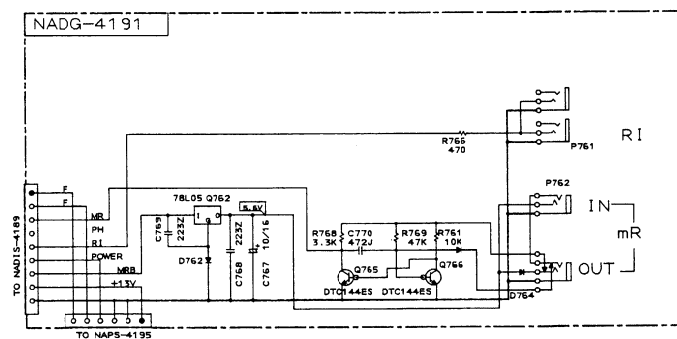 NADG-4191
R766
470
P761
RI
78L05 Q762
5.6V
P762
IN
mR
OUT
D764
F
F
MR
PH
RI
POWER
MRB
+13V
C769
223Z
D762
223Z
C768
10/16
C767
R768
3.3K
C770
472J
R769
47K
R761
10K
Q765
Q766
DTC144ES
DTC144ES
I
O
G
TO NADIS-4189
TO NAPS-4195